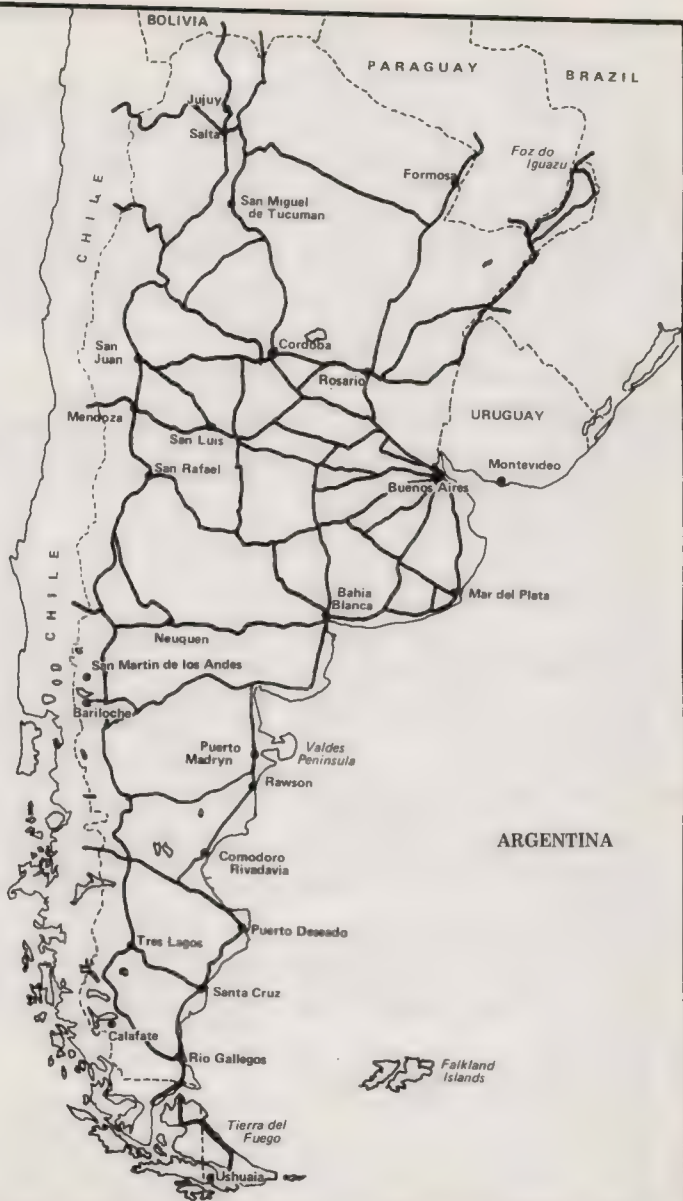 BOLIVIA
PARAGUAY
BRAZIL
Jujuy
Salta
Foz do
Iguazu
Formosa
CHILE
San Miguel
de Tucuman
Cordoba
San
Juan
Rosario
Mendoza
URUGUAY
San Luis
Montevideo
San Rafael
Buenos Aires
CHILE
Bahia
Blanca
Mar del Plata
Neuquen
San Martin de los Andes
Bariloche
Puerto
Madryn
Valdes
Peninsula
Rawson
ARGENTINA
Comodoro
Rivadavia
Puerto Deseado
Tres Lagos
Santa Cruz
Calafate
Rio Gallegos
Falkland
Islands
Tierra del
Fuego
Ushuaia